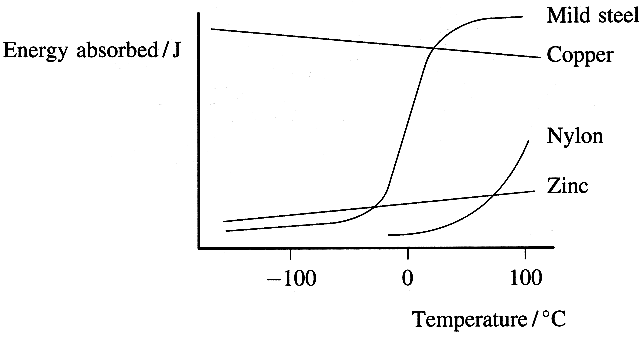 Mild steel
Energy absorbed / J
Copper
Nylon
Zinc
−100
0
100
Temperature / °C